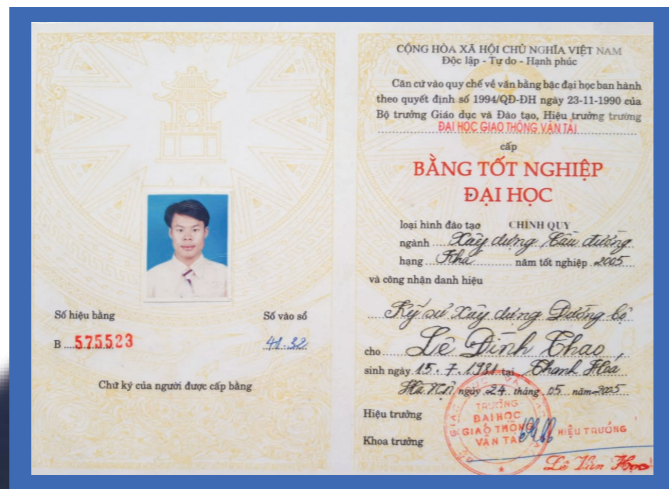 Số hiệu bằng
Số vào sổ
B 575523
41.32
Chữ ký của người được cấp bằng
CỘNG HÒA XÃ HỘI CHỦ NGHĨA VIỆT NAM
Độc lập - Tự do - Hạnh phúc
Căn cứ vào quy chế về văn bằng bậc đại học ban hành
theo quyết định số 1994/QĐ-ĐH ngày 23-11-1990 của
Bộ trưởng Giáo dục và Đào tạo, Hiệu trưởng trường
ĐẠI HỌC GIAO THÔNG VẬN TẢI
cấp
BẰNG TỐT NGHIỆP
ĐẠI HỌC
loại hình đào tạo CHÍNH QUY
ngành Xây dựng Cầu đường
hạng Khá năm tốt nghiệp 2005
và công nhận danh hiệu
Kỹ sư Xây dựng Đường bộ
cho Lê Đình Thao,
sinh ngày 15.7.1981 tại Thanh Hóa
Hà Nội ngày 24 tháng 05 năm 2005
Hiệu trưởng
Khoa trưởng
TRƯỜNG
ĐẠI HỌC
GIAO THÔNG
VẬN TẢI
HIỆU TRƯỞNG
Lê Văn Học